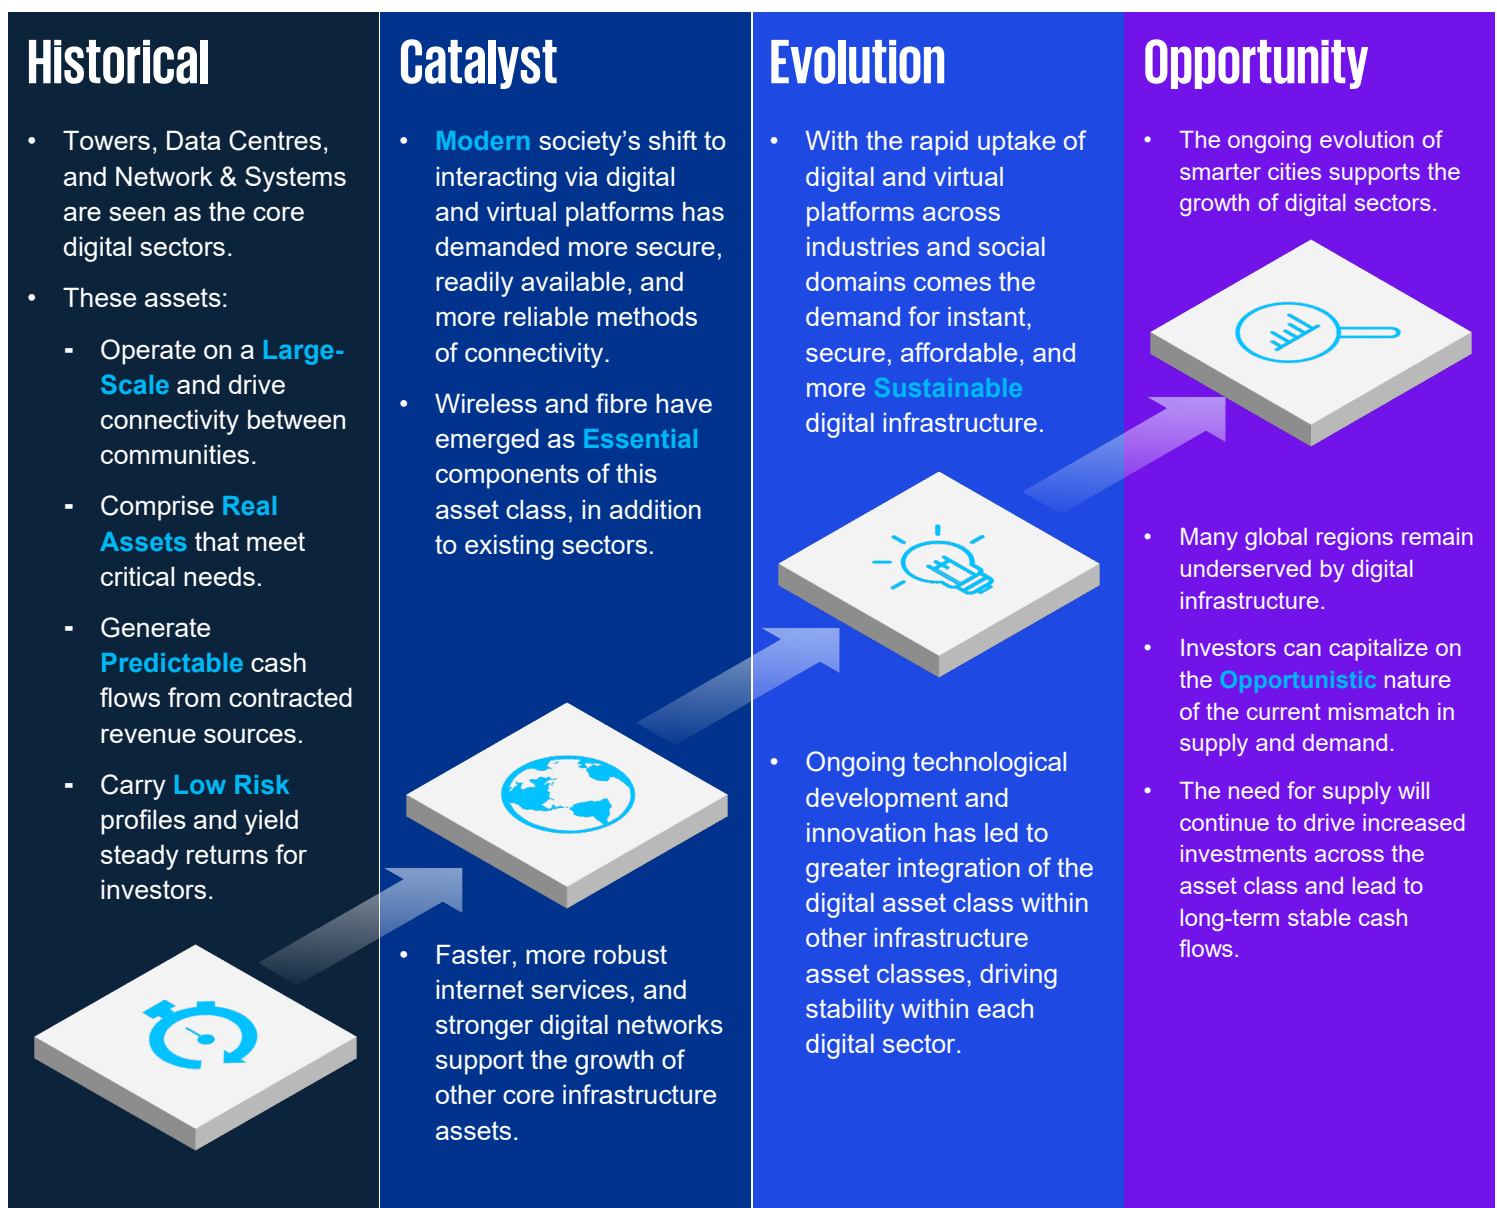 Historical
• Towers, Data Centres,
and Network & Systems
are seen as the core
digital sectors.
• These assets:
- Operate on a Large-
Scale and drive
connectivity between
communities.
- Comprise Real
Assets that meet
critical needs.
- Generate
Predictable cash
flows from contracted
revenue sources.
- Carry Low Risk
profiles and yield
steady returns for
investors.
Catalyst
• Modern society’s shift to
interacting via digital
and virtual platforms has
demanded more secure,
readily available, and
more reliable methods
of connectivity.
• Wireless and fibre have
emerged as Essential
components of this
asset class, in addition
to existing sectors.
• Faster, more robust
internet services, and
stronger digital networks
support the growth of
other core infrastructure
assets.
Evolution
• With the rapid uptake of
digital and virtual
platforms across
industries and social
domains comes the
demand for instant,
secure, affordable, and
more Sustainable
digital infrastructure.
• Ongoing technological
development and
innovation has led to
greater integration of the
digital asset class within
other infrastructure
asset classes, driving
stability within each
digital sector.
Opportunity
• The ongoing evolution of
smarter cities supports the
growth of digital sectors.
• Many global regions remain
underserved by digital
infrastructure.
• Investors can capitalize on
the Opportunistic nature
of the current mismatch in
supply and demand.
• The need for supply will
continue to drive increased
investments across the
asset class and lead to
long-term stable cash
flows.